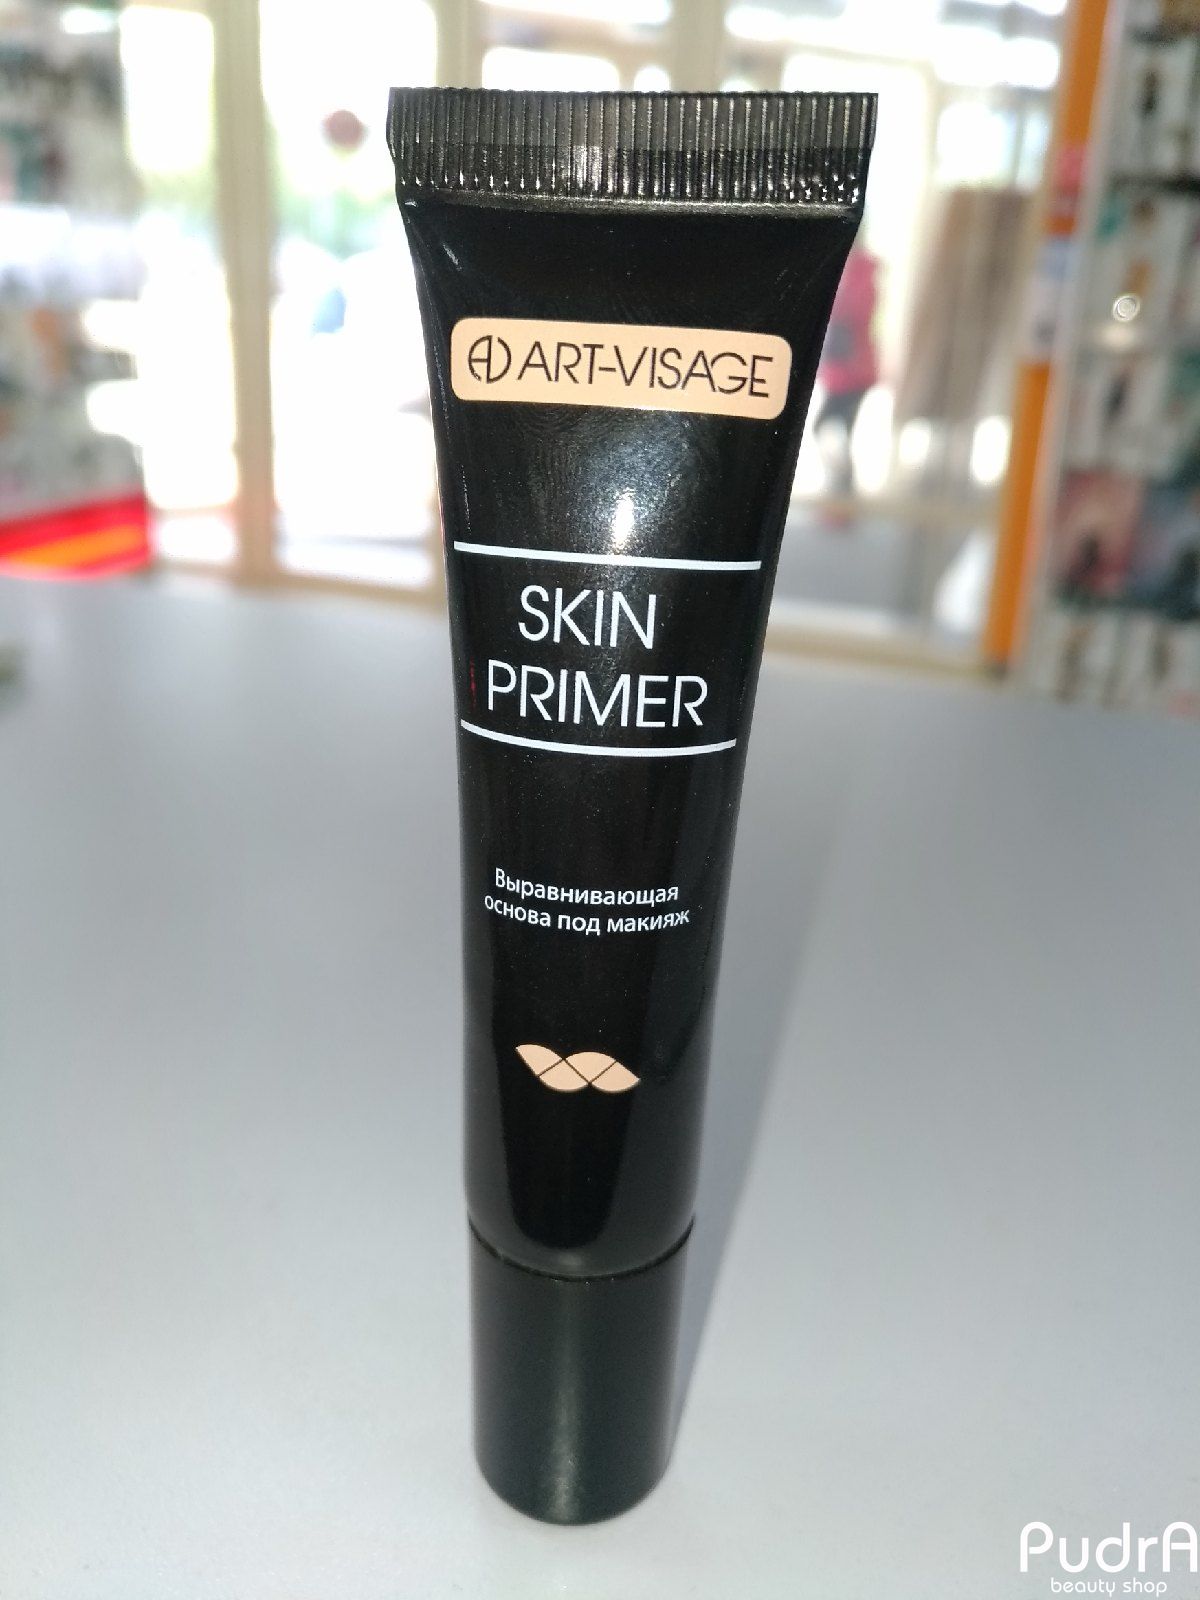 ART-VISAGE
SKIN
PRIMER
Выравнивающая
основа под макияж
PudrA
beauty shop